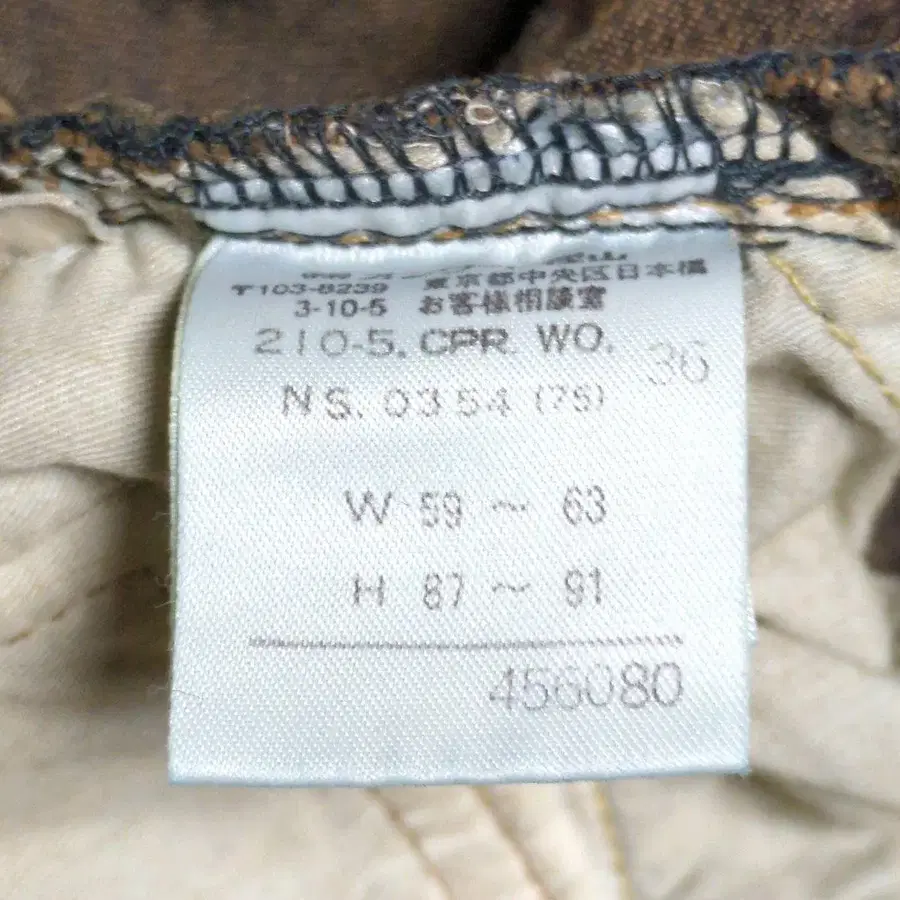 〒103-8239 東京都中央区日本橋
3-10-5 お客様相談室
210-5. CPR. WO. 36
NS. 0354 (76)
W 59 ~ 63
H 87 ~ 91
456080